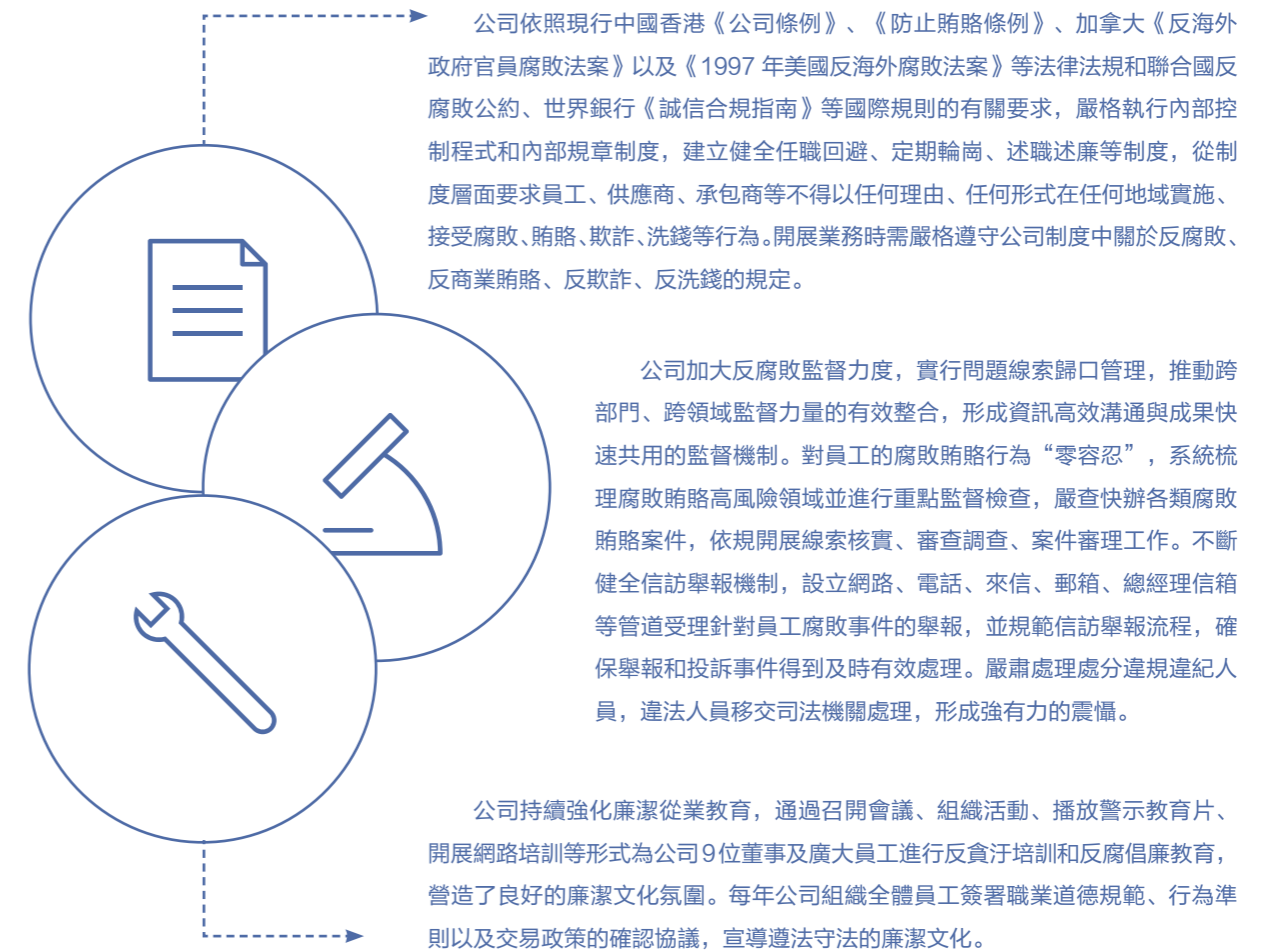 公司依照現行中國香港《公司條例》、《防止賄賂條例》、加拿大《反海外
政府官員腐敗法案》以及《1997 年美國反海外腐敗法案》等法律法規和聯合國反
腐敗公約、世界銀行《誠信合規指南》等國際規則的有關要求，嚴格執行內部控
制程式和內部規章制度，建立健全任職回避、定期輪崗、述職述廉等制度，從制
度層面要求員工、供應商、承包商等不得以任何理由、任何形式在任何地域實施、
接受腐敗、賄賂、欺詐、洗錢等行為。開展業務時需嚴格遵守公司制度中關於反腐敗、
反商業賄賂、反欺詐、反洗錢的規定。
公司加大反腐敗監督力度，實行問題線索歸口管理，推動跨
部門、跨領域監督力量的有效整合，形成資訊高效溝通與成果快
速共用的監督機制。對員工的腐敗賄賂行為“零容忍”，系統梳
理腐敗賄賂高風險領域並進行重點監督檢查，嚴查快辦各類腐敗
賄賂案件，依規開展線索核實、審查調查、案件審理工作。不斷
健全信訪舉報機制，設立網路、電話、來信、郵箱、總經理信箱
等管道受理針對員工腐敗事件的舉報，並規範信訪舉報流程，確
保舉報和投訴事件得到及時有效處理。嚴肅處理處分違規違紀人
員，違法人員移交司法機關處理，形成強有力的震懾。
公司持續強化廉潔從業教育，通過召開會議、組織活動、播放警示教育片、
開展網路培訓等形式為公司9位董事及廣大員工進行反貪汙培訓和反腐倡廉教育，
營造了良好的廉潔文化氛圍。每年公司組織全體員工簽署職業道德規範、行為準
則以及交易政策的確認協議，宣導遵法守法的廉潔文化。